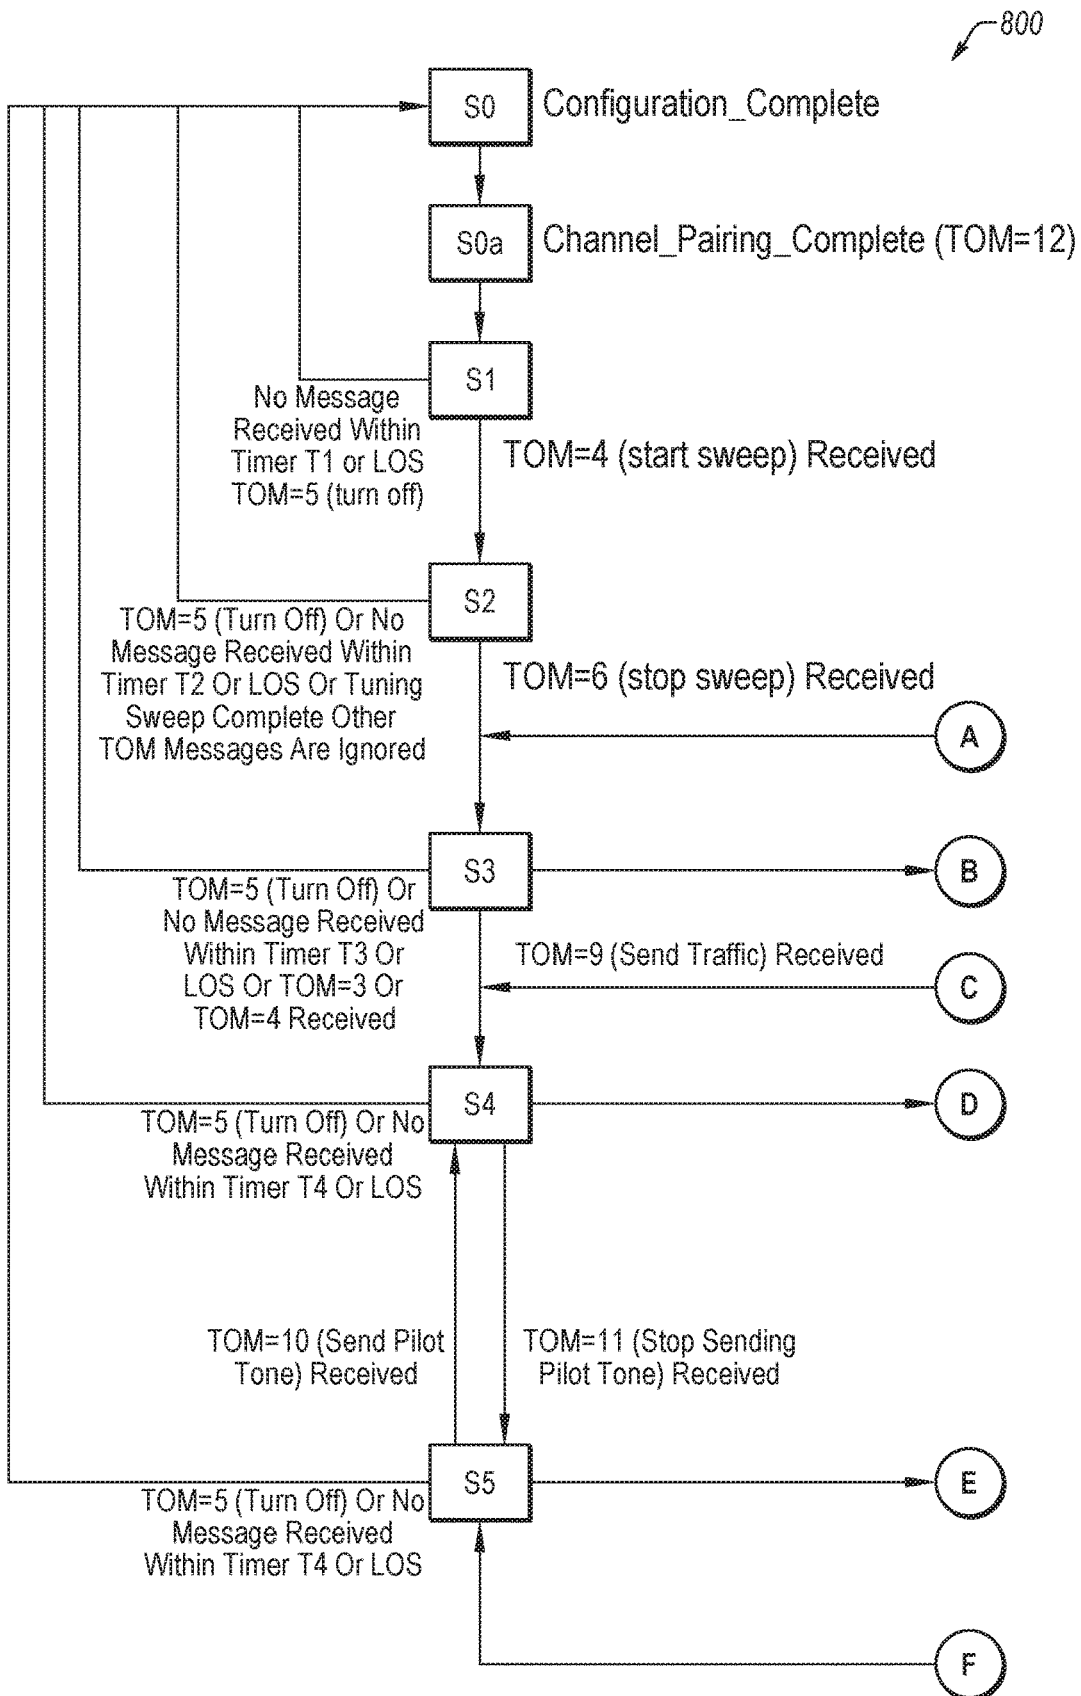 800
S0
Configuration_Complete
S0a
Channel_Pairing_Complete (TOM=12)
S1
No Message
Received Within
Timer T1 or LOS
TOM=5 (turn off)
TOM=4 (start sweep) Received
S2
TOM=5 (Turn Off) Or No
Message Received Within
Timer T2 Or LOS Or Tuning
Sweep Complete Other
TOM Messages Are Ignored
TOM=6 (stop sweep) Received
A
S3
B
TOM=5 (Turn Off) Or
No Message Received
Within Timer T3 Or
LOS Or TOM=3 Or
TOM=4 Received
TOM=9 (Send Traffic) Received
C
S4
D
TOM=5 (Turn Off) Or No
Message Received
Within Timer T4 Or LOS
TOM=10 (Send Pilot
Tone) Received
TOM=11 (Stop Sending
Pilot Tone) Received
S5
E
TOM=5 (Turn Off) Or No
Message Received
Within Timer T4 Or LOS
F